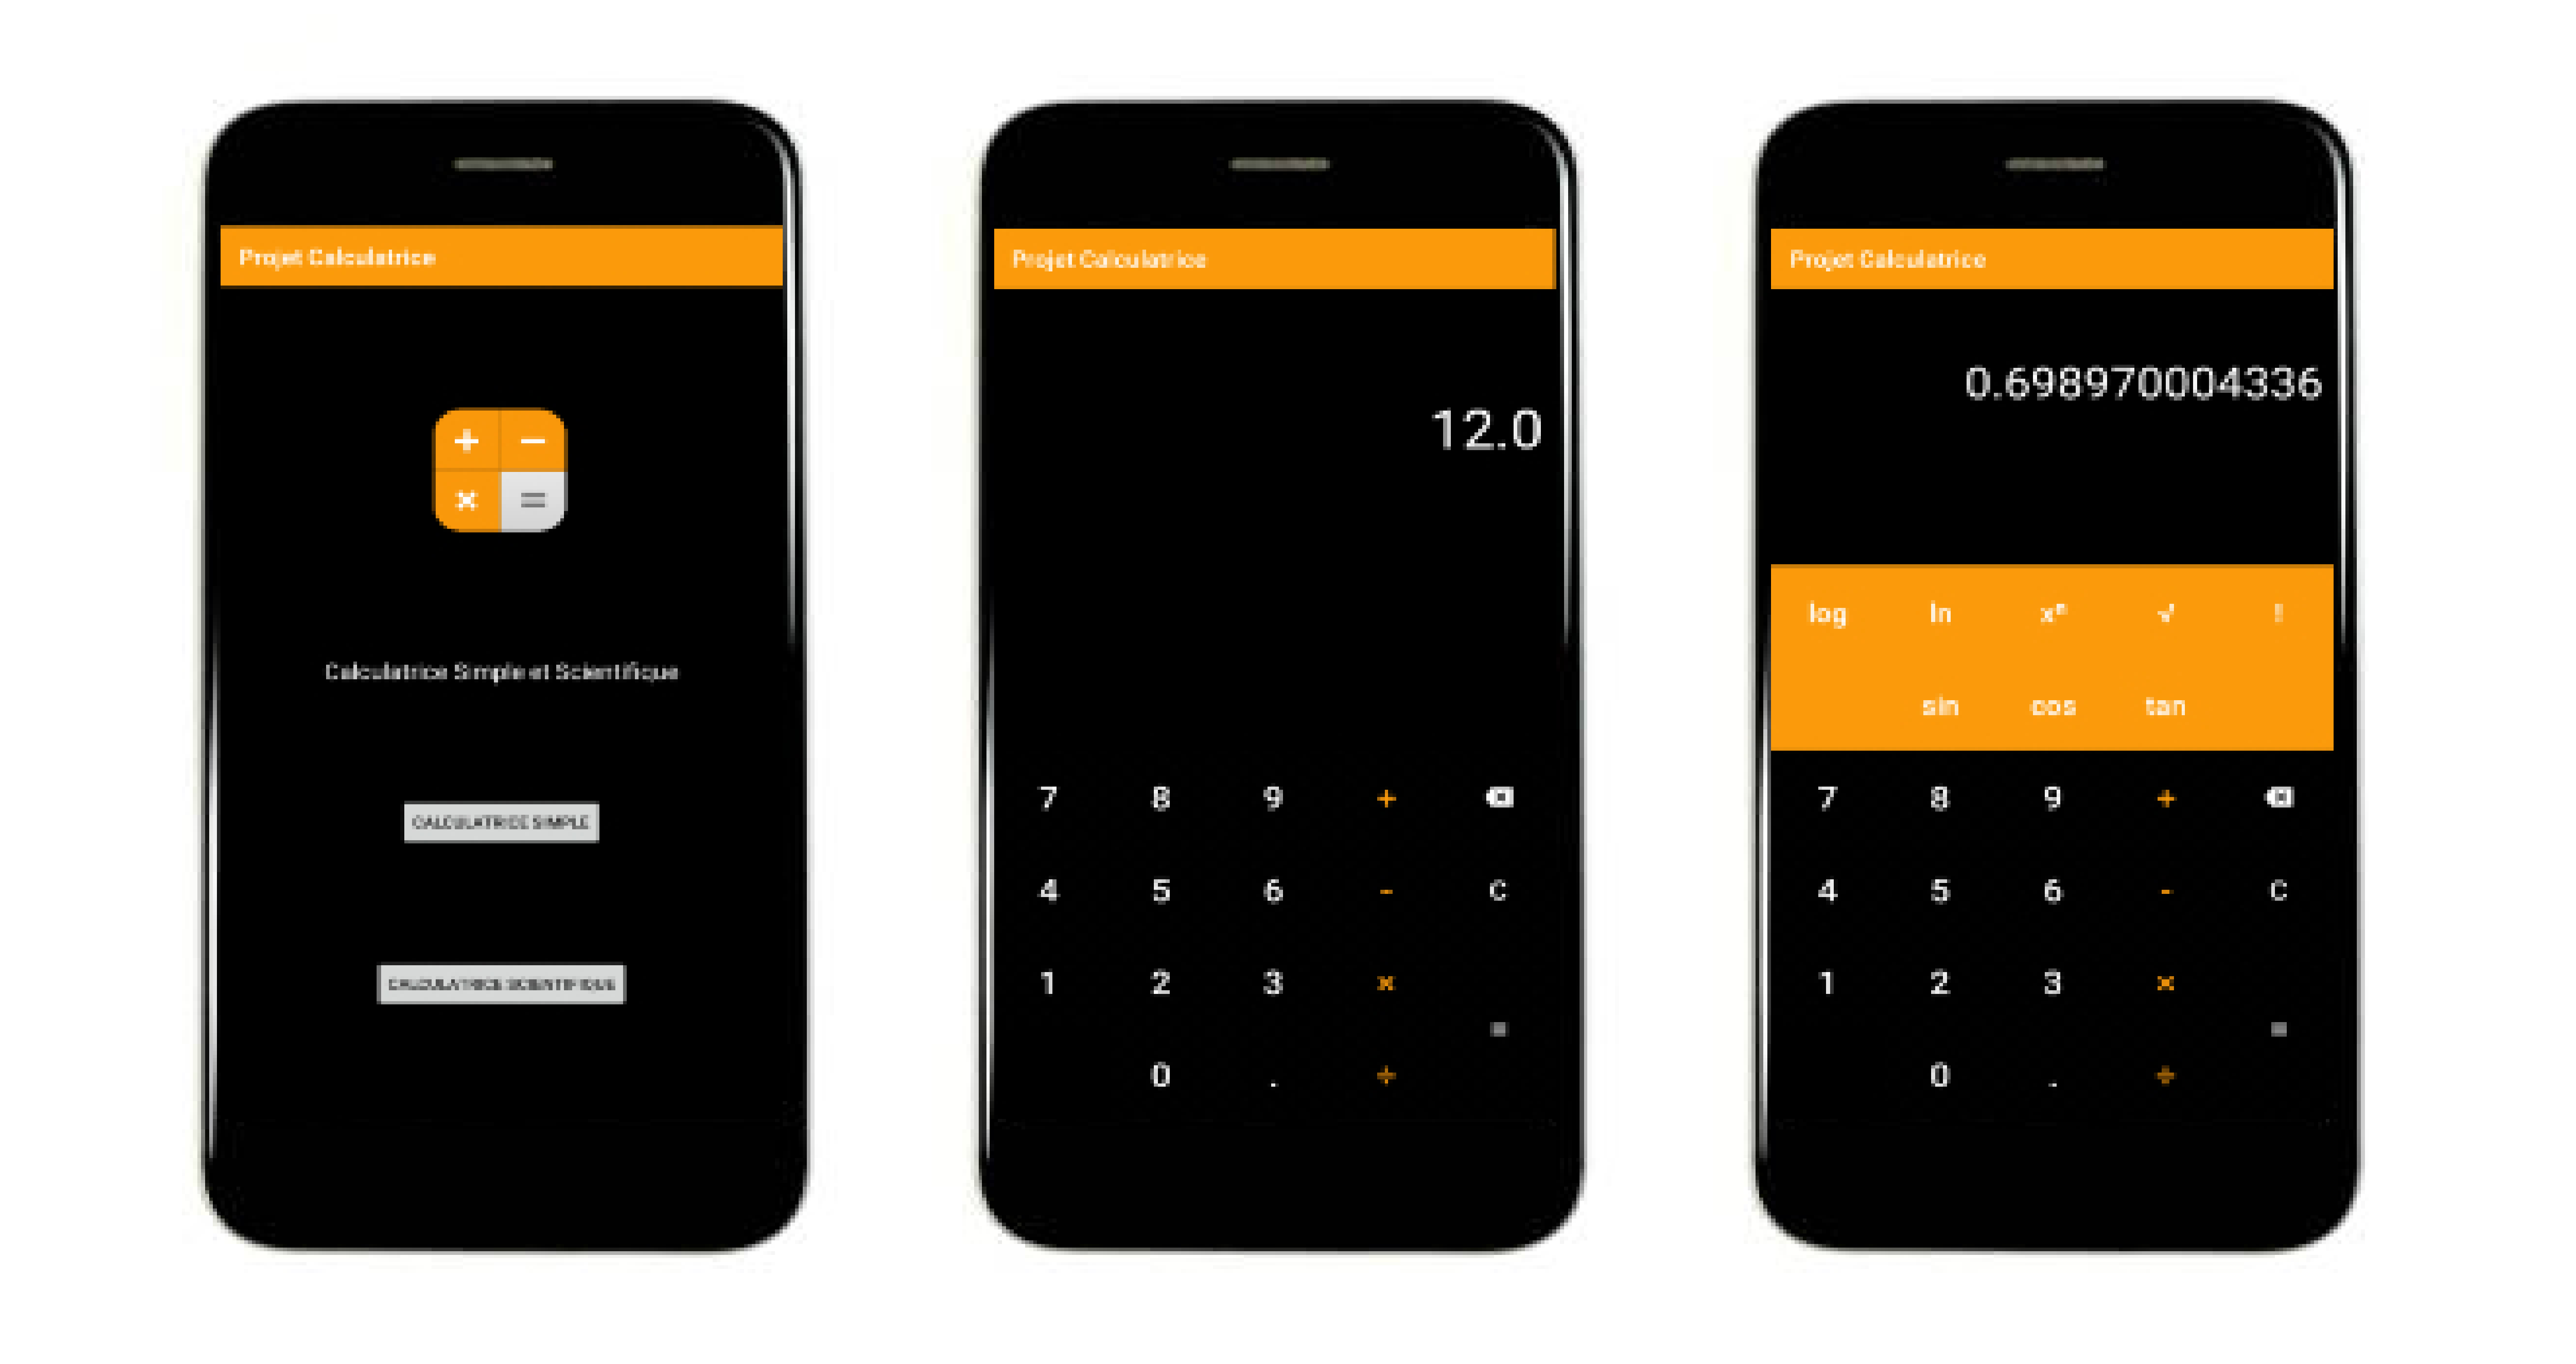 Projet Calculatrice
+ −
× =
Calculatrice Simple et Scientifique
CALCULATRICE SIMPLE
CALCULATRICE SCIENTIFIQUE
Projet Calculatrice
12.0
7 8 9 +
4 5 6 - C
1 2 3 ×
=
0 . ÷
Projet Calculatrice
0.698970004336
log ln xⁿ √ !
sin cos tan
7 8 9 +
4 5 6 - C
1 2 3 ×
=
0 . ÷